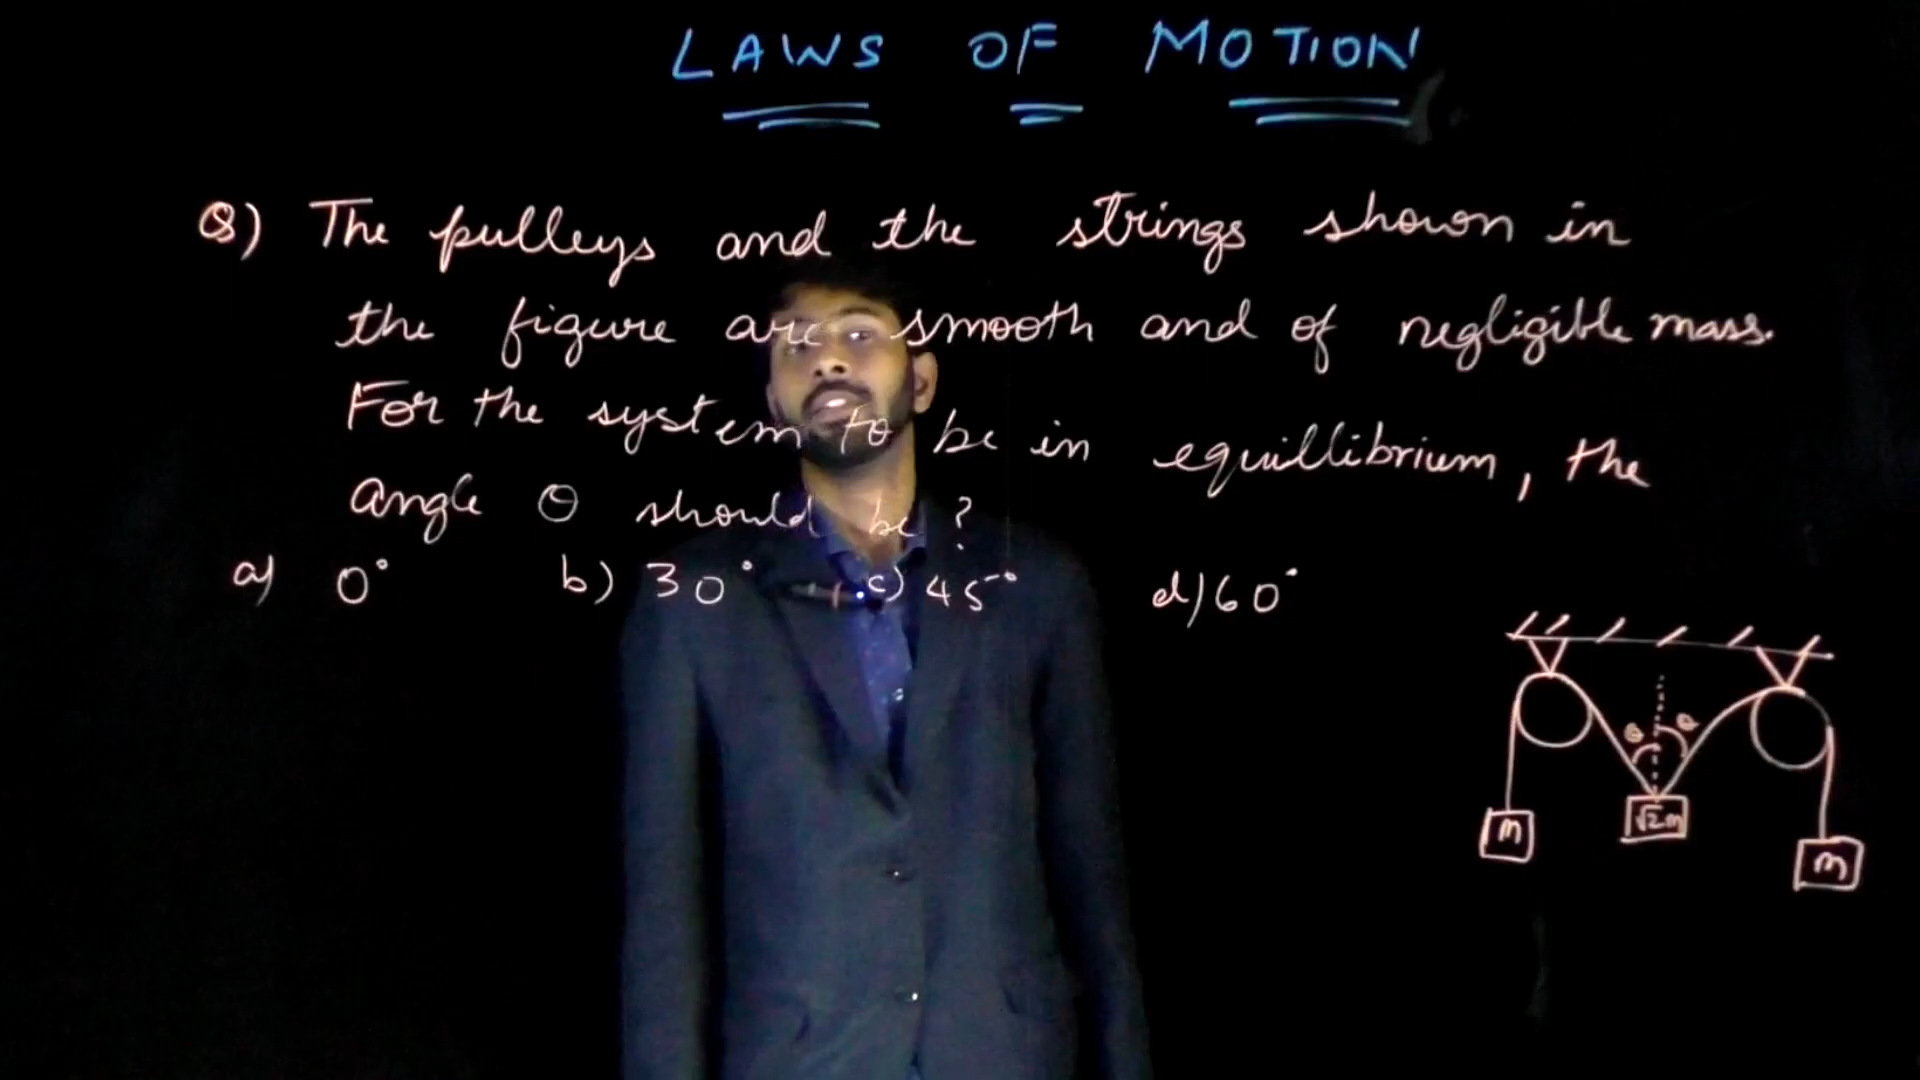 LAWS OF MOTION
Q) The pulleys and the strings shown in
the figure are smooth and of negligible mass.
For the system to be in equillibrium, the
angle θ should be ?
a) 0° b) 30° c) 45° d) 60°
θ θ
m √2m m